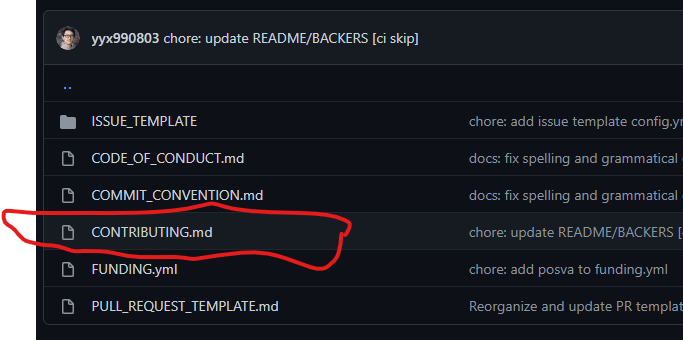 yyx990803 chore: update README/BACKERS [ci skip]
..
ISSUE_TEMPLATE chore: add issue template config.y
CODE_OF_CONDUCT.md docs: fix spelling and grammatical
COMMIT_CONVENTION.md docs: fix spelling and grammatical
CONTRIBUTING.md chore: update README/BACKERS [
FUNDING.yml chore: add posva to funding.yml
PULL_REQUEST_TEMPLATE.md Reorganize and update PR templat